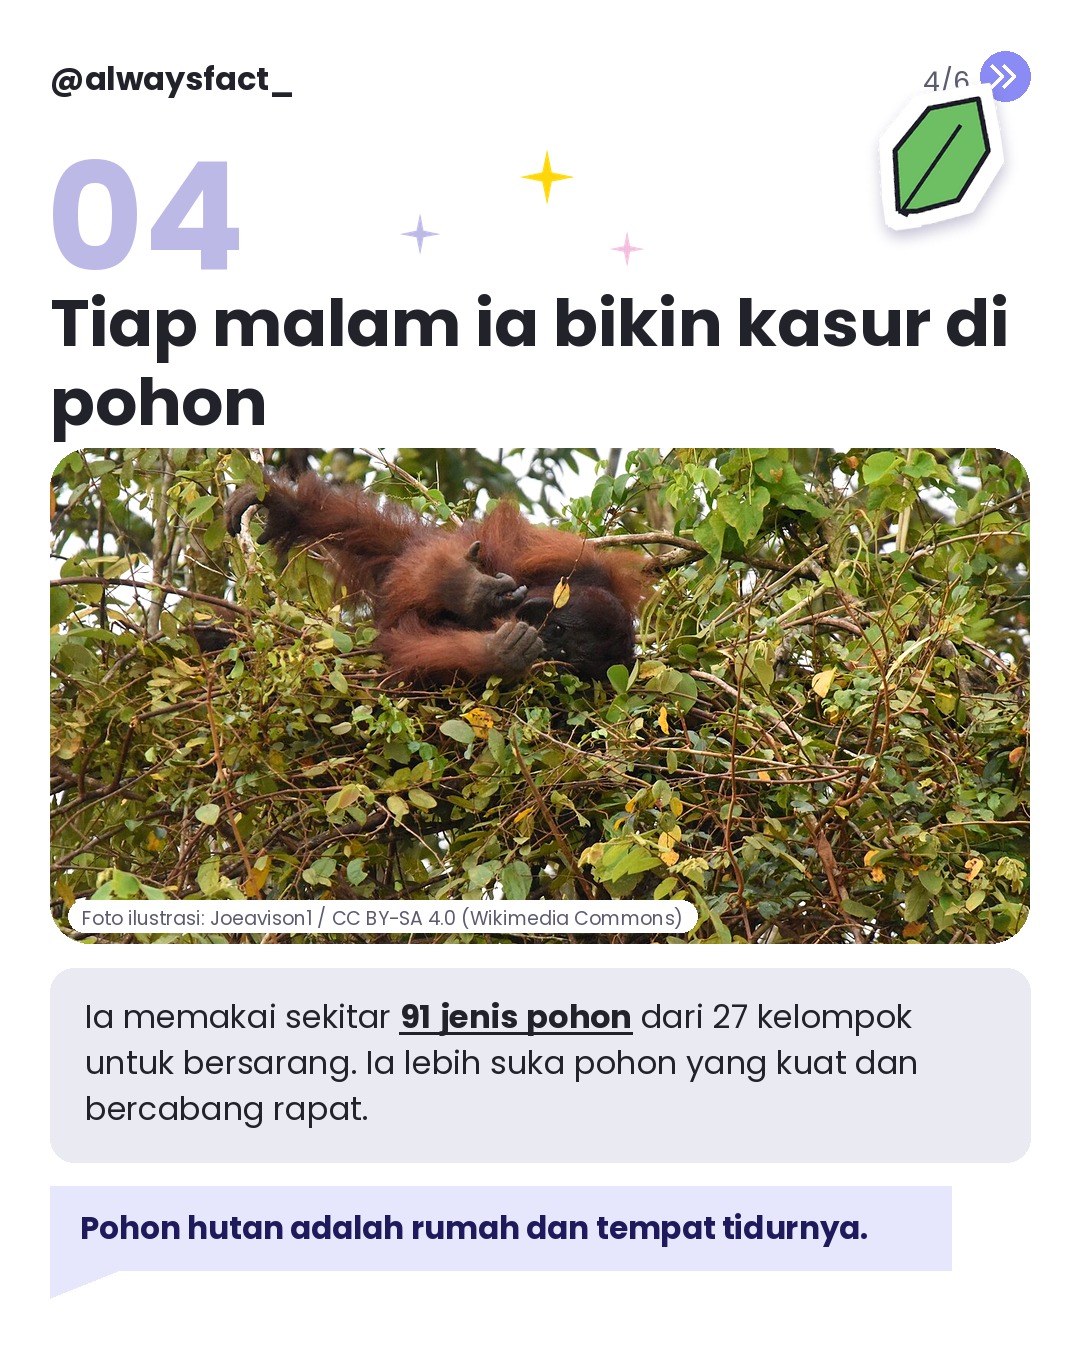 @alwaysfact_
4/6
04
Tiap malam ia bikin kasur di
pohon
Foto ilustrasi: Joeavison1 / CC BY-SA 4.0 (Wikimedia Commons)
Ia memakai sekitar 91 jenis pohon dari 27 kelompok
untuk bersarang. Ia lebih suka pohon yang kuat dan
bercabang rapat.
Pohon hutan adalah rumah dan tempat tidurnya.